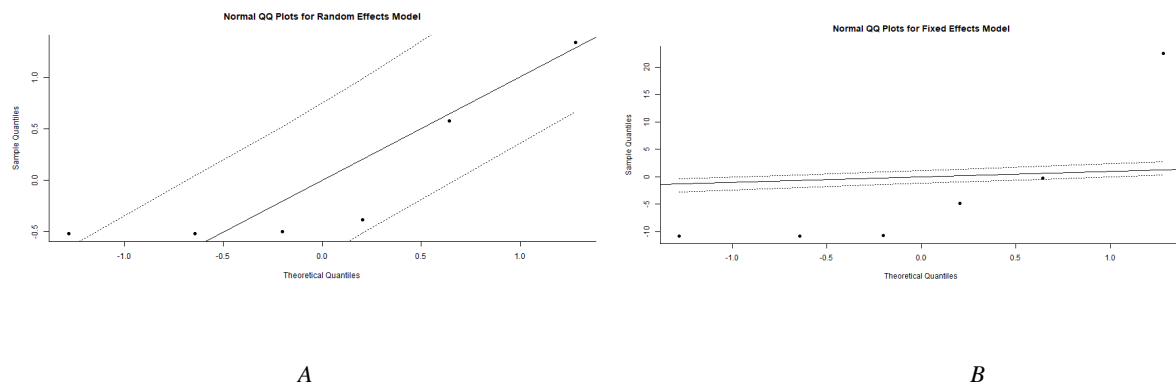 Normal QQ Plots for Random Effects Model
Sample Quantiles
1.0
0.5
0.0
-0.5
-1.0
-0.5
0.0
0.5
1.0
Theoretical Quantiles
A
Normal QQ Plots for Fixed Effects Model
Sample Quantiles
20
15
10
5
0
-5
-10
-1.0
-0.5
0.0
0.5
1.0
Theoretical Quantiles
B